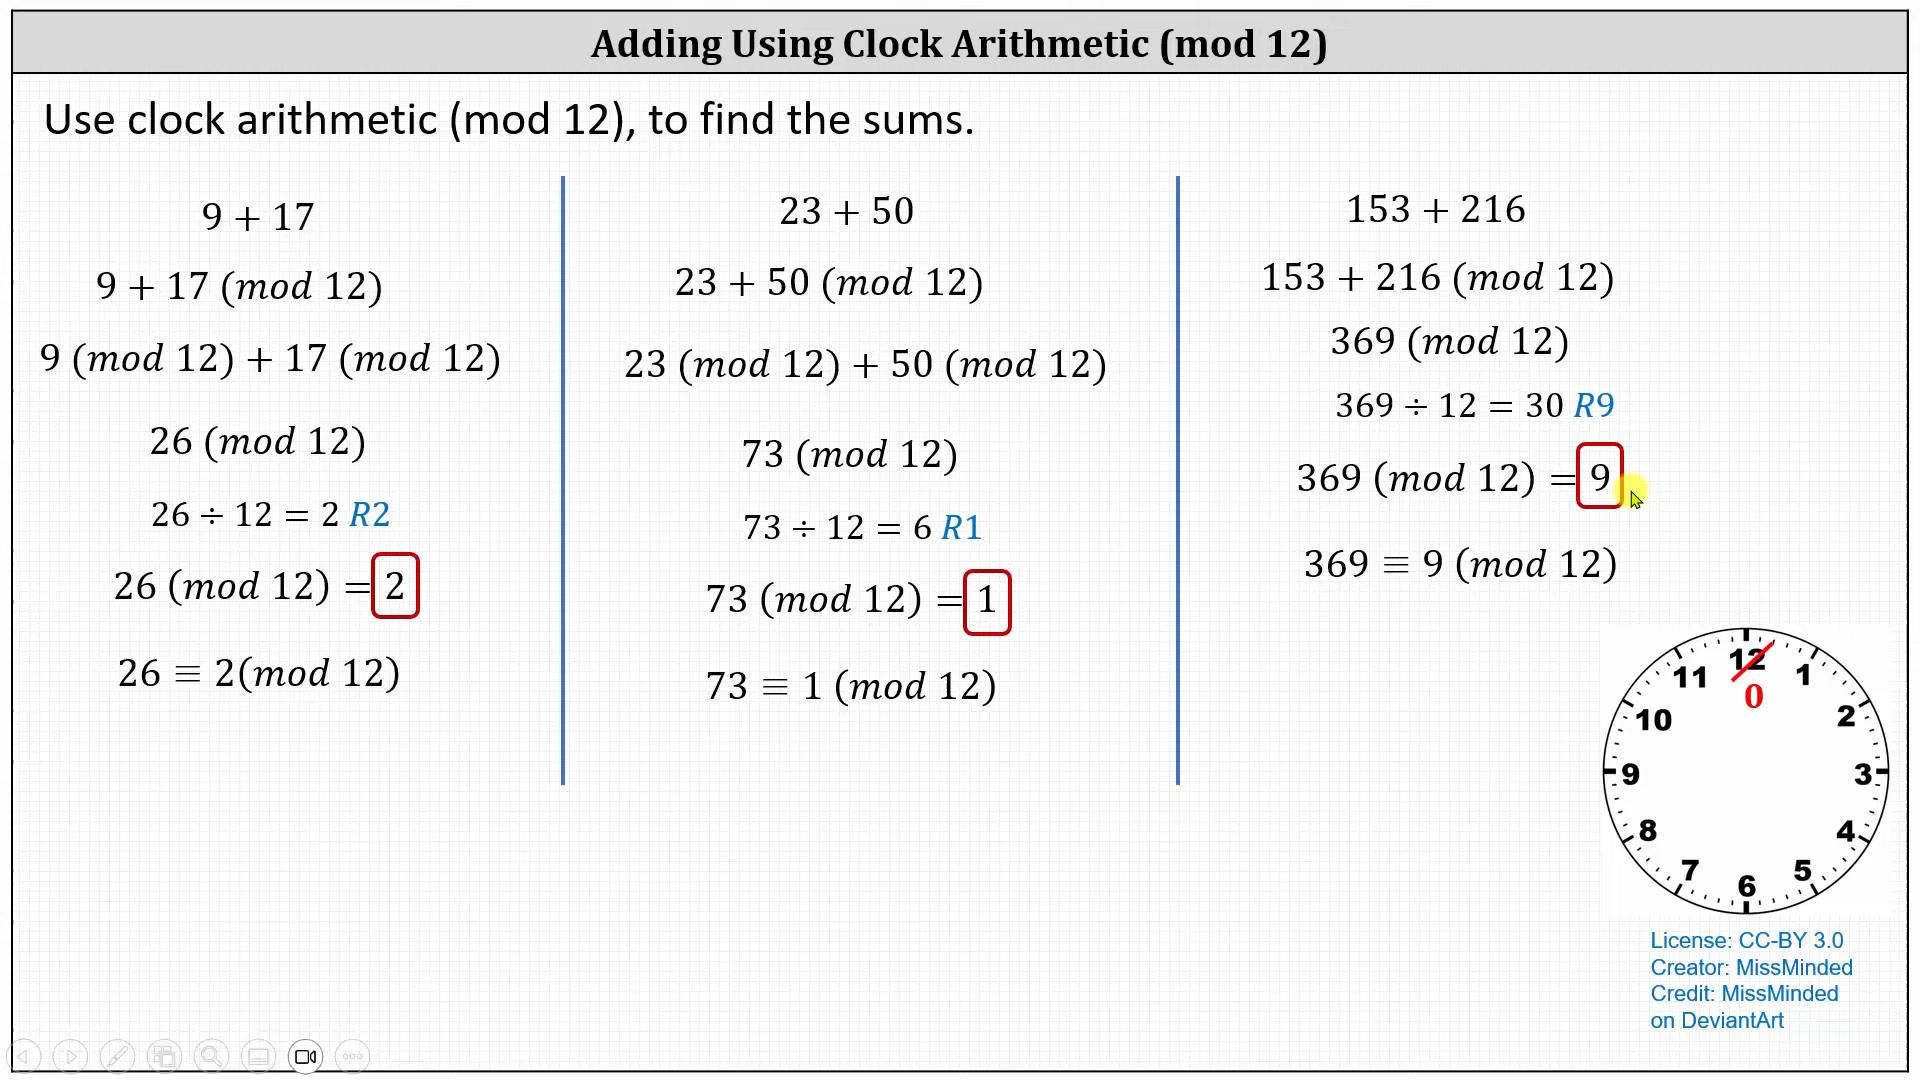 Adding Using Clock Arithmetic (mod 12)
Use clock arithmetic (mod 12), to find the sums.
9 + 17
9 + 17 (mod 12)
9 (mod 12) + 17 (mod 12)
26 (mod 12)
26 ÷ 12 = 2 R2
26 (mod 12) = 2
26 ≡ 2(mod 12)
23 + 50
23 + 50 (mod 12)
23 (mod 12) + 50 (mod 12)
73 (mod 12)
73 ÷ 12 = 6 R1
73 (mod 12) = 1
73 ≡ 1 (mod 12)
153 + 216
153 + 216 (mod 12)
369 (mod 12)
369 ÷ 12 = 30 R9
369 (mod 12) = 9
369 ≡ 9 (mod 12)
12
0
1
2
3
4
5
6
7
8
9
10
11
License: CC-BY 3.0
Creator: MissMinded
Credit: MissMinded
on DeviantArt